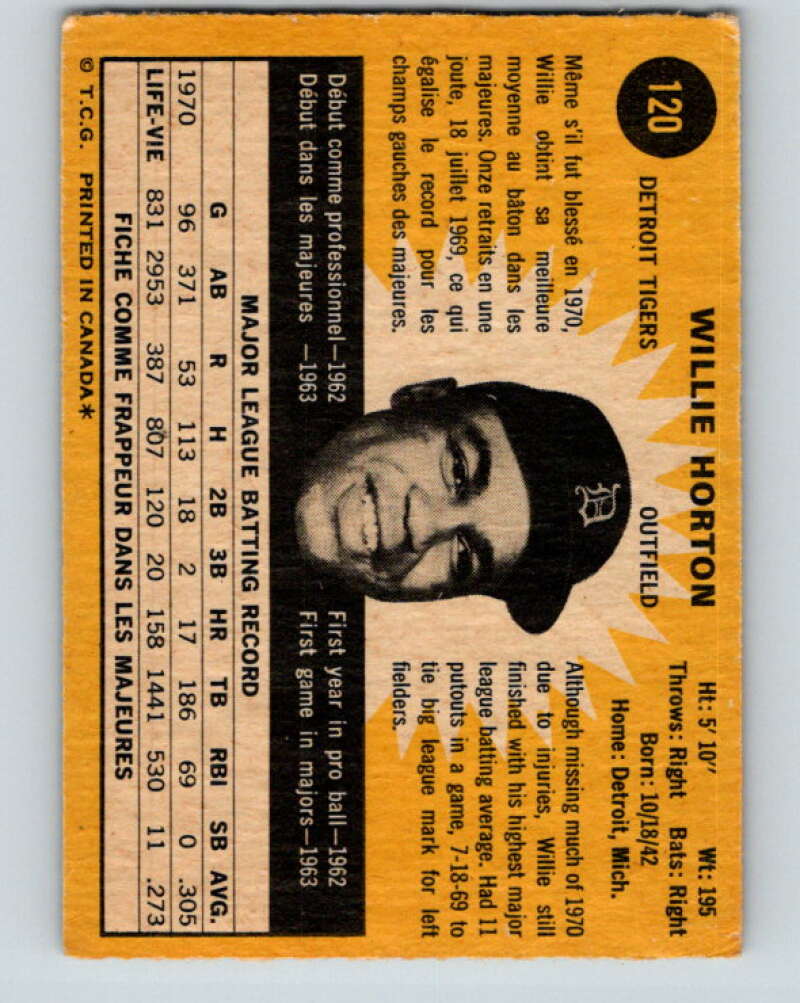 120
WILLIE HORTON
DETROIT TIGERS OUTFIELD
Ht: 5′ 10″ Wt: 195
Throws: Right Bats: Right
Born: 10/18/42
Home: Detroit, Mich.
Même s'il fut blessé en 1970,
Willie obtint sa meilleure
moyenne au bâton dans les
majeures. Onze retraits en une
joute, 18 juillet 1969, ce qui
égalise le record pour les
champs gauches des majeures.
D
Although missing much of 1970
due to injuries, Willie still
finished with his highest major
league batting average. Had 11
putouts in a game, 7-18-69 to
tie big league mark for left
fielders.
Début comme professionnel—1962
Début dans les majeures —1963
First year in pro ball—1962
First game in majors—1963
MAJOR LEAGUE BATTING RECORD
G AB R H 2B 3B HR TB RBI SB AVG.
1970 96 371 53 113 18 2 17 186 69 0 .305
LIFE-VIE 831 2953 387 807 120 20 158 1441 530 11 .273
FICHE COMME FRAPPEUR DANS LES MAJEURES
© T.C.G. PRINTED IN CANADA*